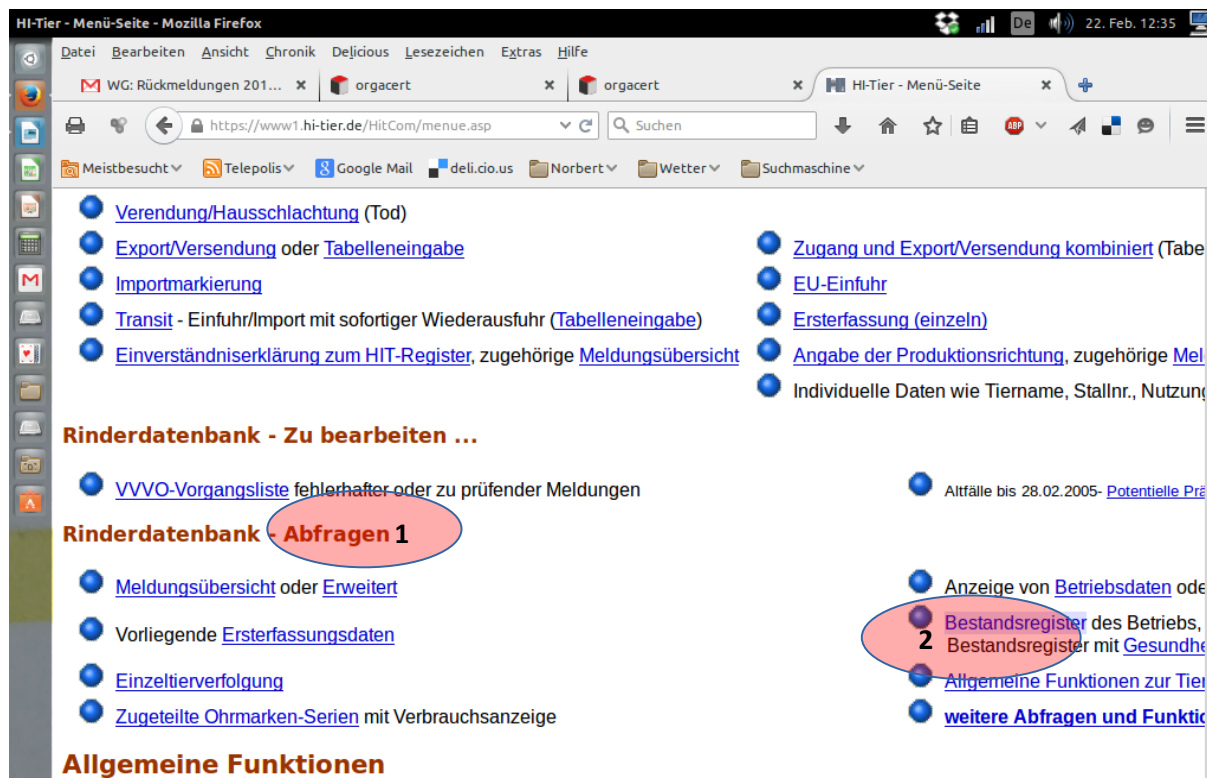 HI-Tier - Menü-Seite - Mozilla Firefox De 22. Feb. 12:35
Datei Bearbeiten Ansicht Chronik Delicious Lesezeichen Extras Hilfe
WG: Rückmeldungen 201... orgacert orgacert HI-Tier - Menü-Seite
https://www1.hi-tier.de/HitCom/menue.asp Suchen ABP
Meistbesucht Telepolis Google Mail deli.cio.us Norbert Wetter Suchmaschine
Verendung/Hausschlachtung (Tod)
Export/Versendung oder Tabelleneingabe Zugang und Export/Versendung kombiniert (Tabe
Importmarkierung EU-Einfuhr
Transit - Einfuhr/Import mit sofortiger Wiederausfuhr (Tabelleneingabe) Ersterfassung (einzeln)
Einverständniserklärung zum HIT-Register, zugehörige Meldungsübersicht Angabe der Produktionsrichtung, zugehörige Mel
Individuelle Daten wie Tiername, Stallnr., Nutzung
Rinderdatenbank - Zu bearbeiten ...
VVVO-Vorgangsliste fehlerhafter oder zu prüfender Meldungen Altfälle bis 28.02.2005- Potentielle Prä
Rinderdatenbank - Abfragen 1
Meldungsübersicht oder Erweitert Anzeige von Betriebsdaten ode
Bestandsregister des Betriebs,
Vorliegende Ersterfassungsdaten 2 Bestandsregister mit Gesundhe
Einzeltierverfolgung Allgemeine Funktionen zur Tier
Zugeteilte Ohrmarken-Serien mit Verbrauchsanzeige weitere Abfragen und Funktio
Allgemeine Funktionen